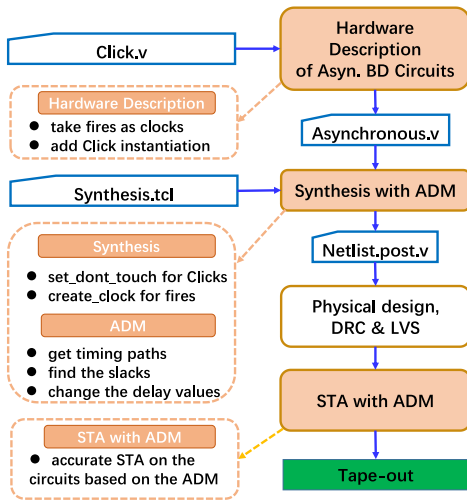 Click.v
Hardware
Description
of Asyn. BD Circuits
Hardware Description
● take fires as clocks
● add Click instantiation
Asynchronous.v
Synthesis.tcl
Synthesis with ADM
Synthesis
● set_dont_touch for Clicks
● create_clock for fires
ADM
● get timing paths
● find the slacks
● change the delay values
Netlist.post.v
Physical design,
DRC & LVS
STA with ADM
STA with ADM
● accurate STA on the
circuits based on the ADM
Tape-out